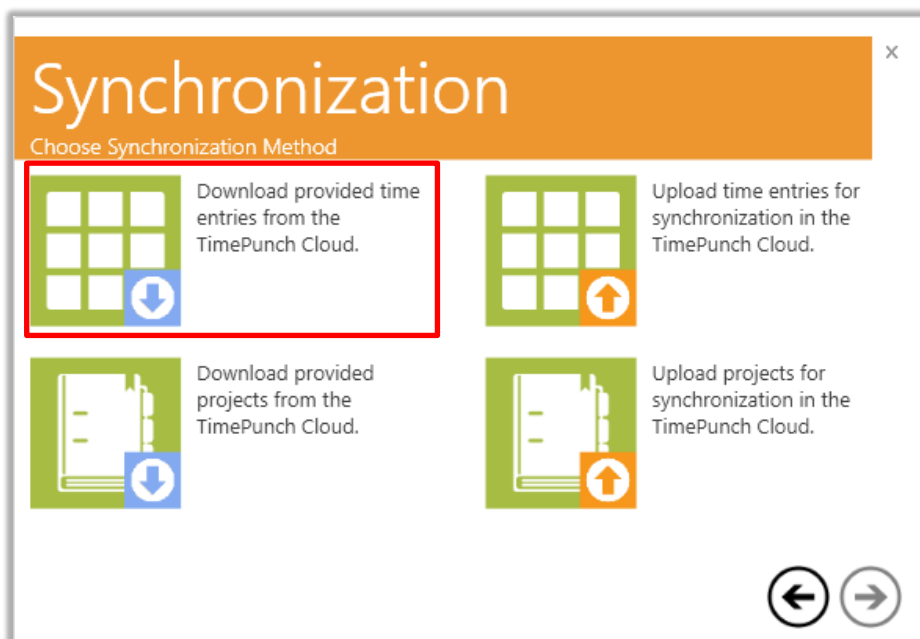 Synchronization
Choose Synchronization Method
Download provided time
entries from the
TimePunch Cloud.
Upload time entries for
synchronization in the
TimePunch Cloud.
Download provided
projects from the
TimePunch Cloud.
Upload projects for
synchronization in the
TimePunch Cloud.